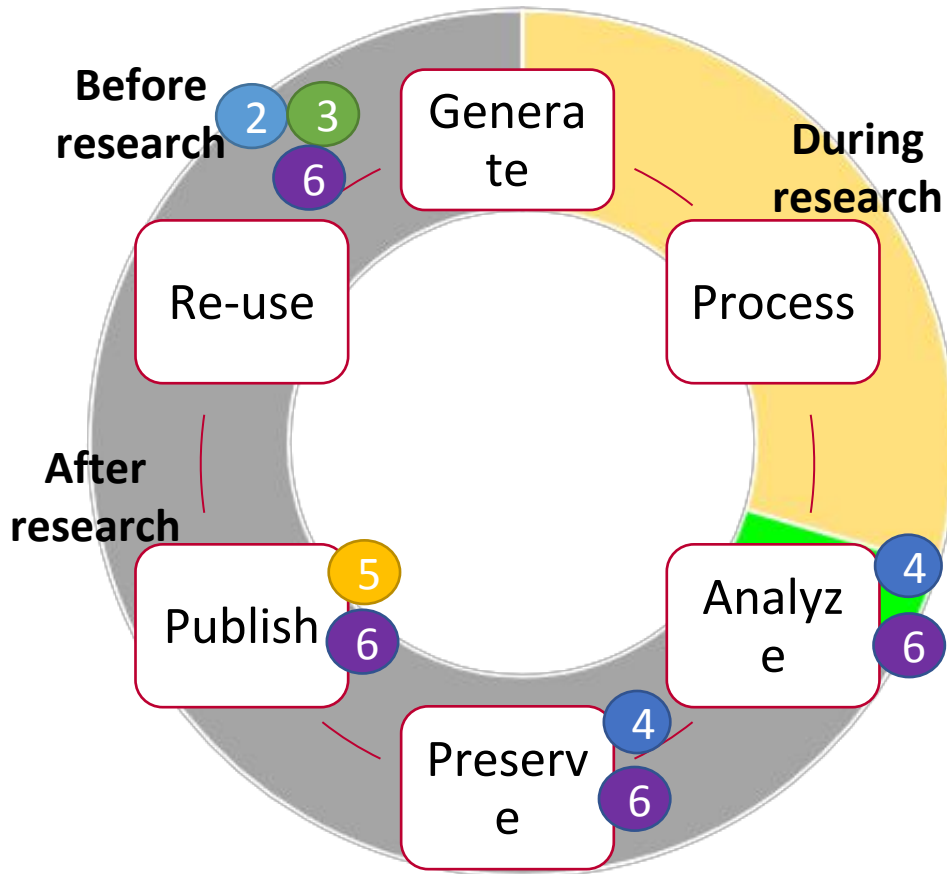 Before
research
2
3
6
Genera
te
During
research
Re-use
Process
After
research
Publish
5
6
Analyz
e
4
6
Preserv
e
4
6